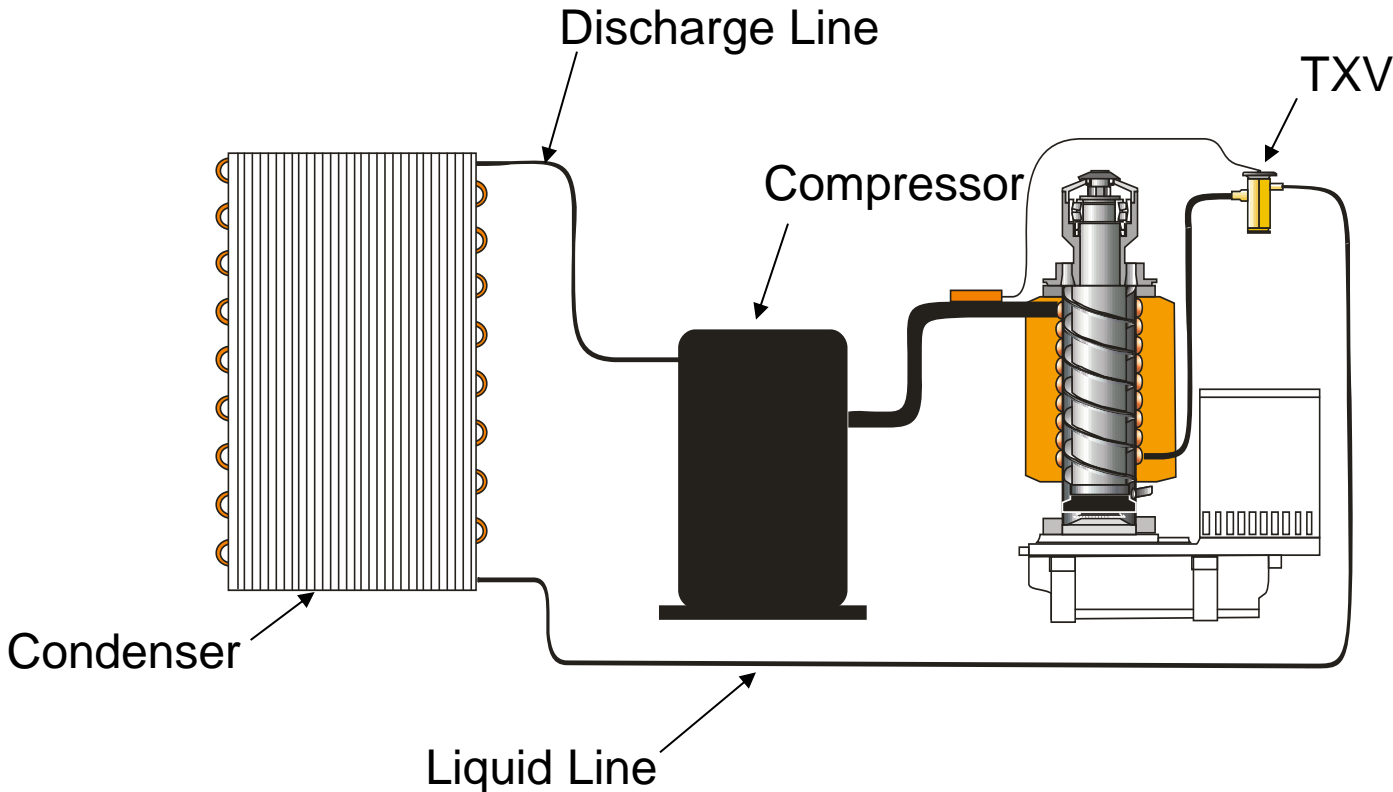 Discharge Line
TXV
Compressor
Condenser
Liquid Line